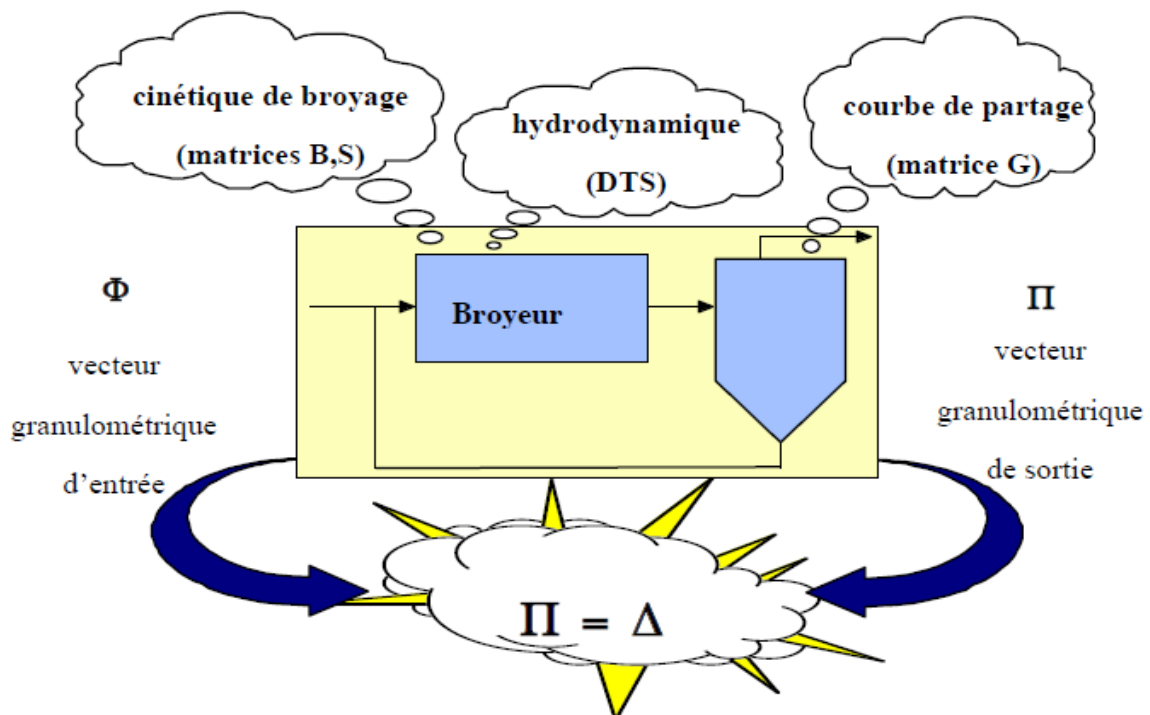 cinétique de broyage
(matrices B,S)
hydrodynamique
(DTS)
courbe de partage
(matrice G)
Φ
vecteur
granulométrique
d’entrée
Broyeur
Π
vecteur
granulométrique
de sortie
Π = Δ